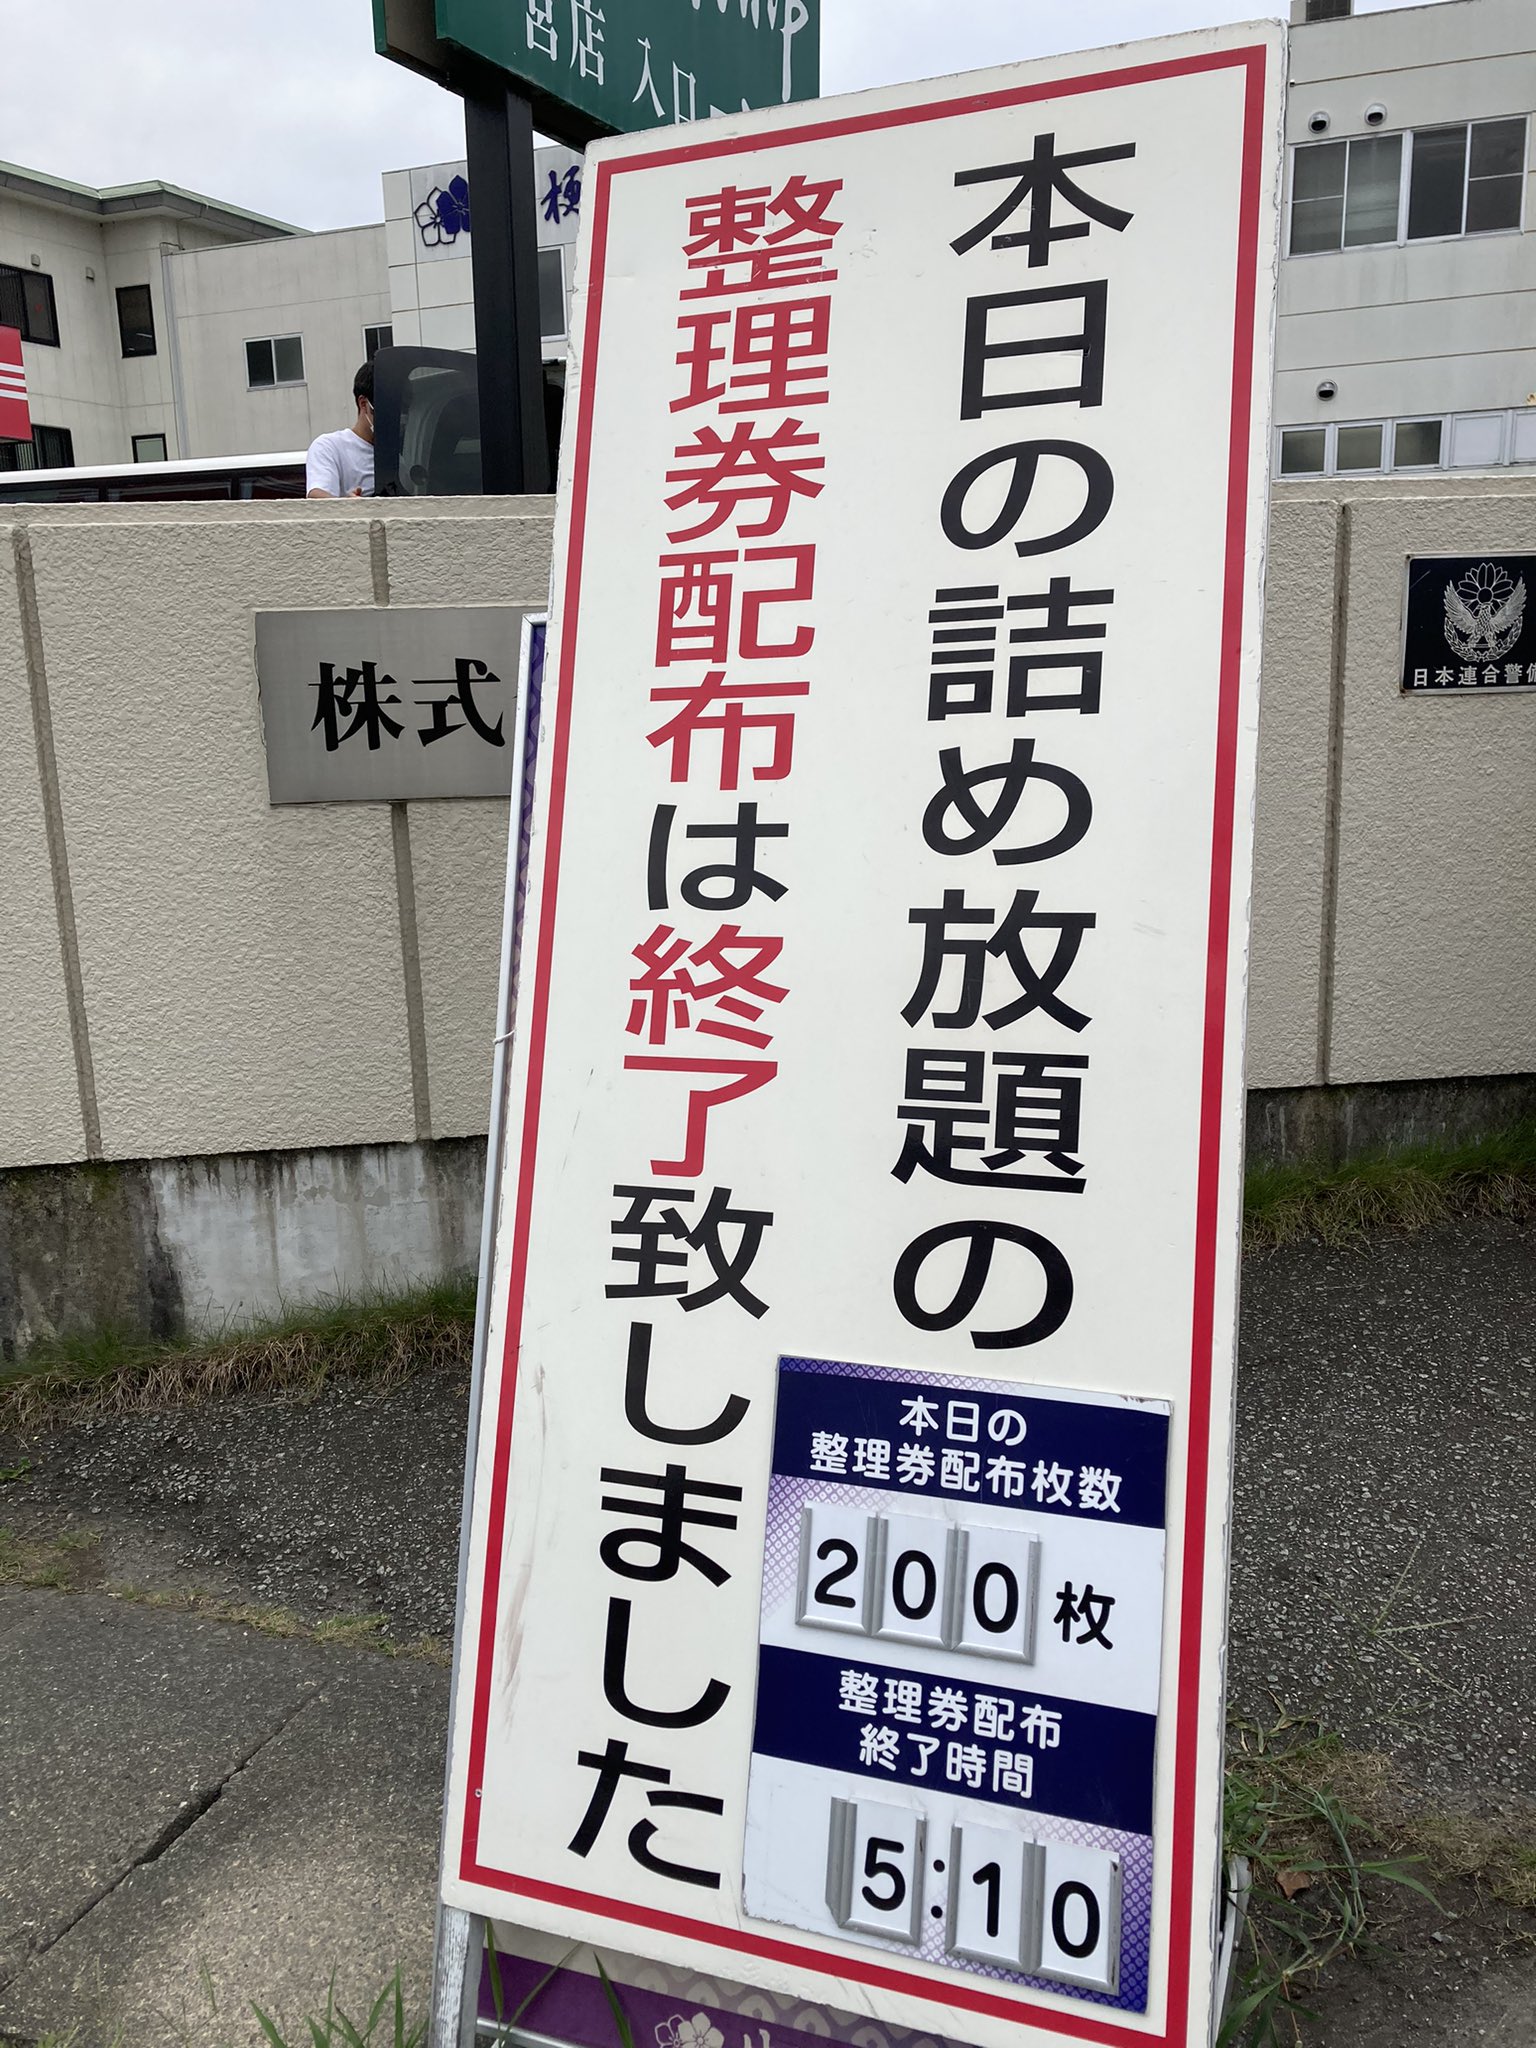 宮店 入口
梗
本日の詰め放題の
整理券配布は終了致しました
株式
日本連合警備
本日の
整理券配布枚数
200枚
整理券配布
終了時間
5:10